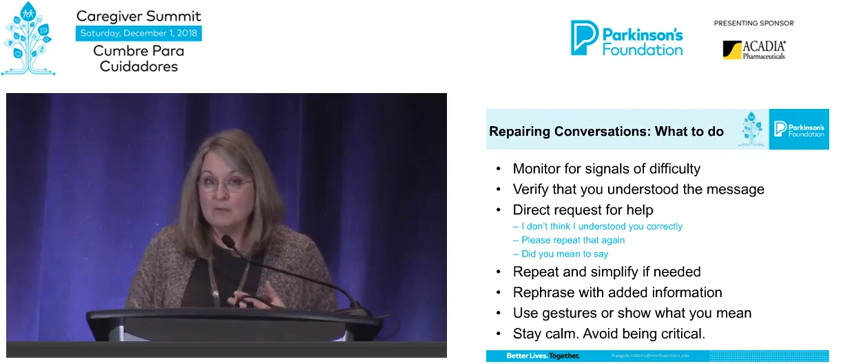 Caregiver Summit
Saturday, December 1, 2018
Cumbre Para
Cuidadores
Parkinson's
Foundation
PRESENTING SPONSOR
ACADIA®
Pharmaceuticals
Repairing Conversations: What to do
Parkinson's
Foundation
• Monitor for signals of difficulty
• Verify that you understood the message
• Direct request for help
– I don't think I understood you correctly
– Please repeat that again
– Did you mean to say
• Repeat and simplify if needed
• Rephrase with added information
• Use gestures or show what you mean
• Stay calm. Avoid being critical.
Better Lives. Together.